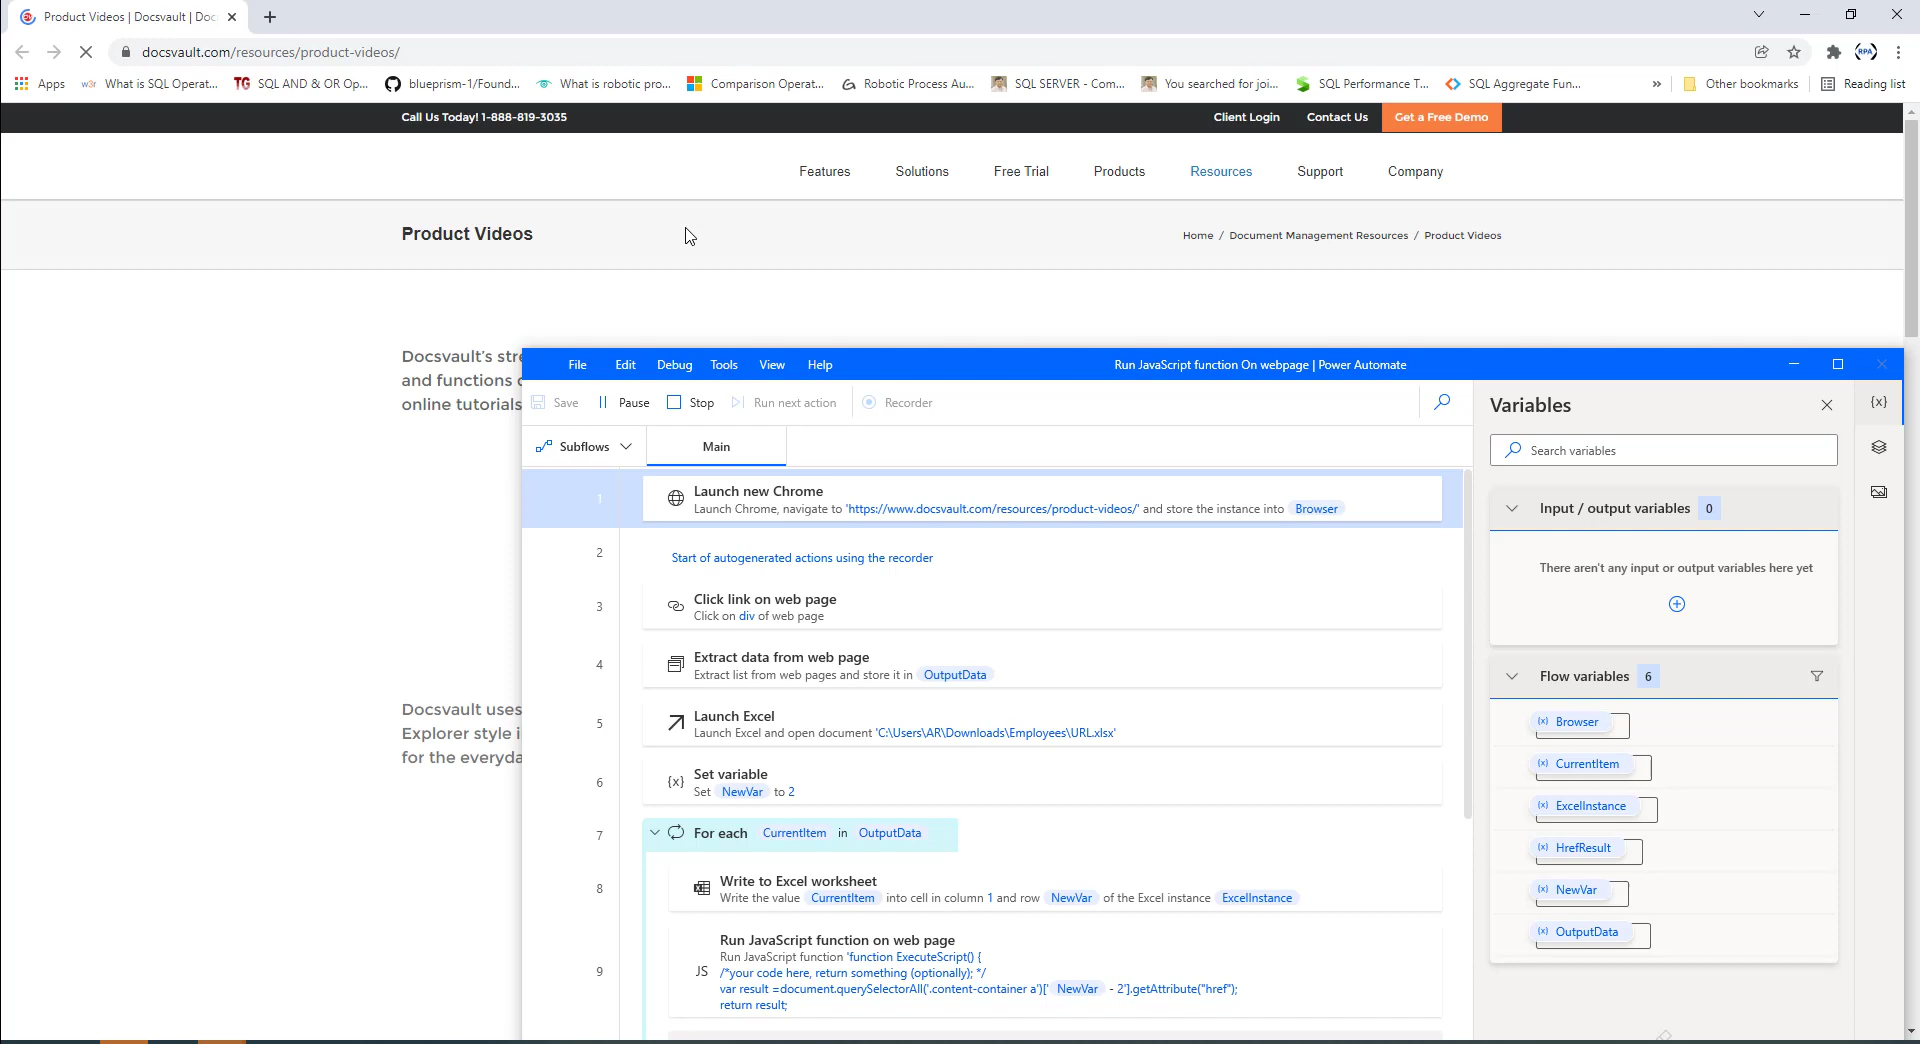 Product Videos | Docsvault | Doc
docsvault.com/resources/product-videos/
Apps
w3r What is SQL Operat...
TG SQL AND & OR Op...
blueprism-1/Found...
What is robotic pro...
Comparison Operat...
Robotic Process Au...
SQL SERVER - Com...
You searched for joi...
SQL Performance T...
SQL Aggregate Fun...
»
Other bookmarks
Reading list
Call Us Today! 1-888-819-3035
Client Login
Contact Us
Get a Free Demo
Features
Solutions
Free Trial
Products
Resources
Support
Company
Product Videos
Home / Document Management Resources / Product Videos
Docsvault's stre
and functions
online tutorials
Docsvault uses
Explorer style i
for the everyda
File
Edit
Debug
Tools
View
Help
Run JavaScript function On webpage | Power Automate
Save
Pause
Stop
Run next action
Recorder
Subflows
Main
1
Launch new Chrome
Launch Chrome, navigate to 'https://www.docsvault.com/resources/product-videos/' and store the instance into Browser
2
Start of autogenerated actions using the recorder
3
Click link on web page
Click on div of web page
4
Extract data from web page
Extract list from web pages and store it in OutputData
5
Launch Excel
Launch Excel and open document 'C:\Users\AR\Downloads\Employees\URL.xlsx'
6
{x} Set variable
Set NewVar to 2
7
For each CurrentItem in OutputData
8
Write to Excel worksheet
Write the value CurrentItem into cell in column 1 and row NewVar of the Excel instance ExcelInstance
9
JS
Run JavaScript function on web page
Run JavaScript function 'function ExecuteScript() {
/*your code here, return something (optionally); */
var result =document.querySelectorAll('.content-container a')[' NewVar - 2'].getAttribute("href");
return result;
Variables
{x}
Search variables
Input / output variables 0
There aren't any input or output variables here yet
Flow variables 6
(x) Browser
(x) CurrentItem
(x) ExcelInstance
(x) HrefResult
(x) NewVar
(x) OutputData